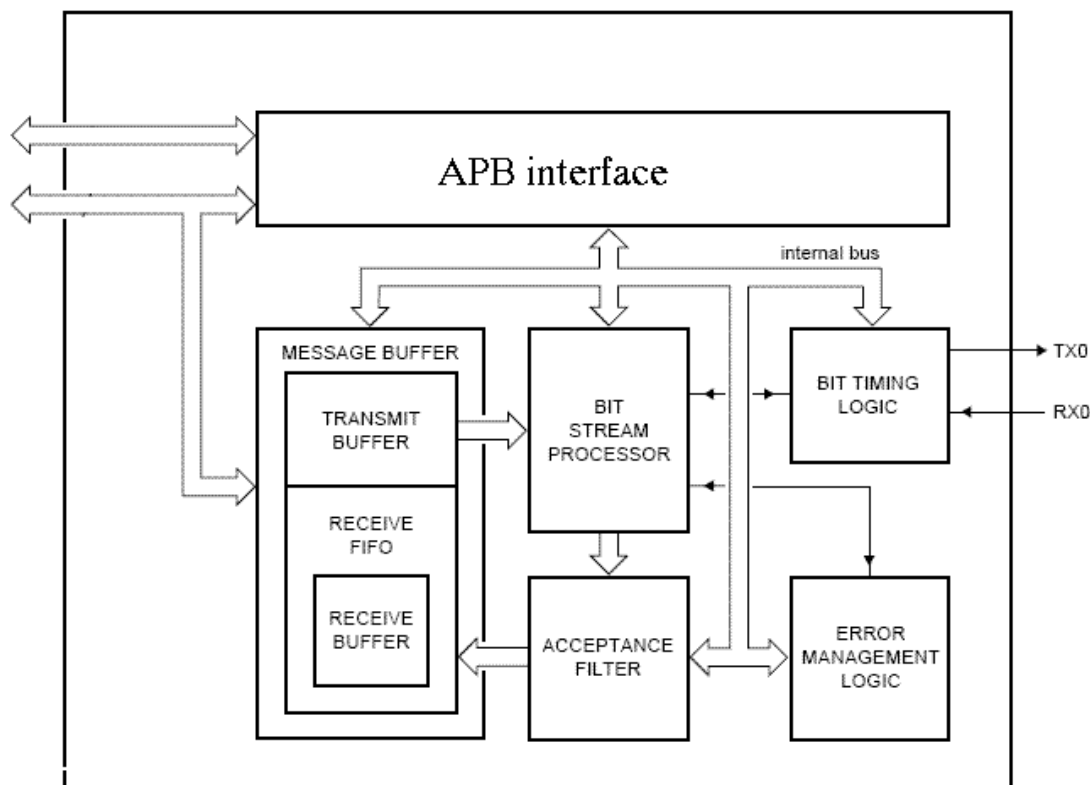 APB interface
internal bus
MESSAGE BUFFER
TRANSMIT
BUFFER
RECEIVE
FIFO
RECEIVE
BUFFER
BIT
STREAM
PROCESSOR
ACCEPTANCE
FILTER
BIT TIMING
LOGIC
TX0
RX0
ERROR
MANAGEMENT
LOGIC